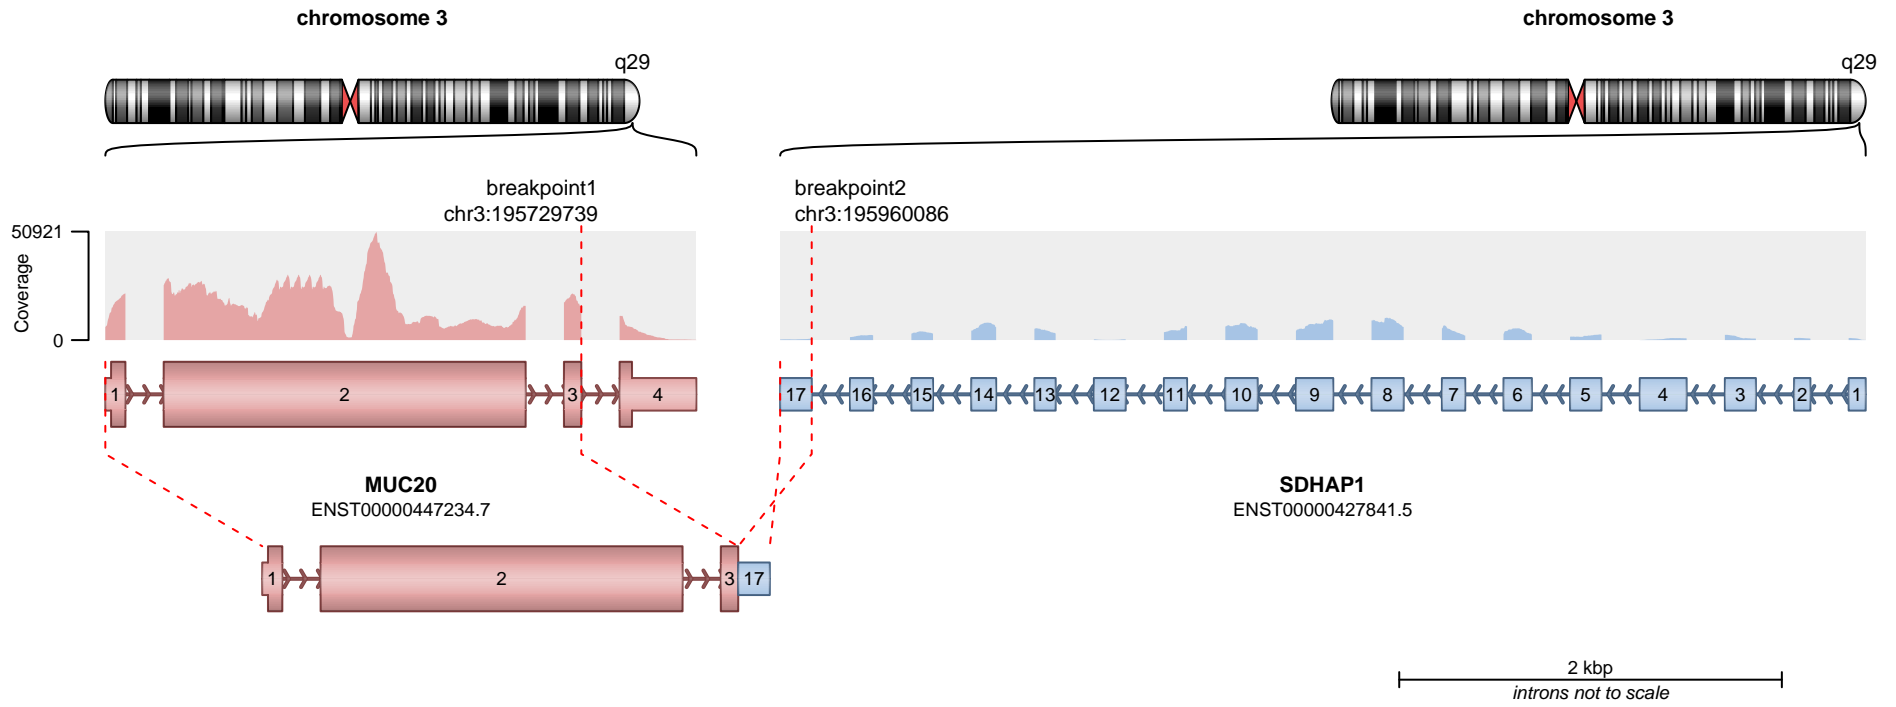 chromosome 3
chromosome 3
q29
q29
breakpoint1
chr3:195729739
breakpoint2
chr3:195960086
50921
0
Coverage
1 2 3 4
17 16 15 14 13 12 11 10 9 8 7 6 5 4 3 2 1
MUC20
ENST00000447234.7
SDHAP1
ENST00000427841.5
1 2 3 17
2 kbp
introns not to scale